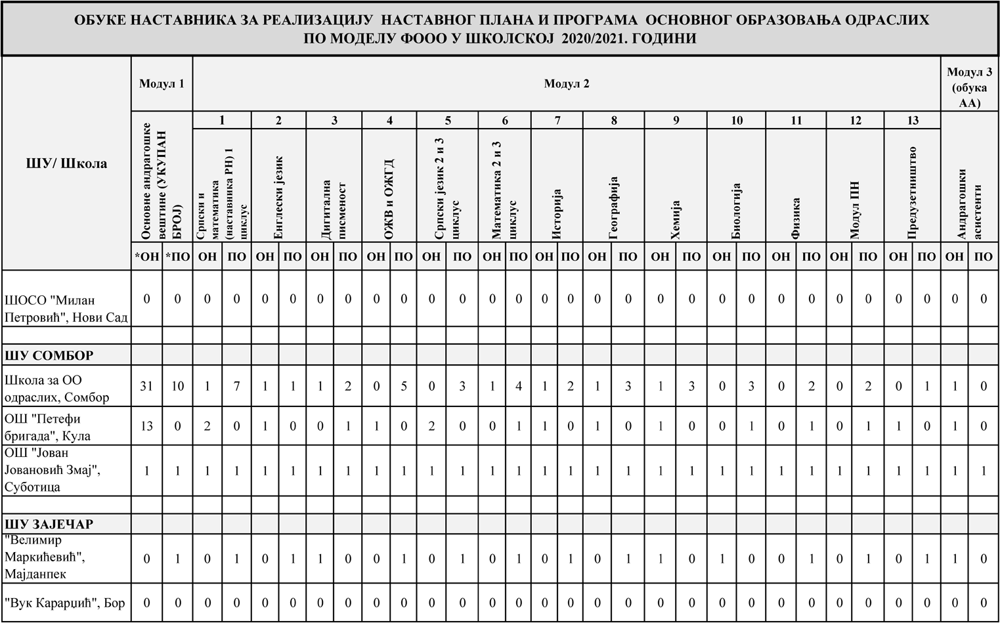 ОБУКЕ НАСТАВНИКА ЗА РЕАЛИЗАЦИЈУ НАСТАВНОГ ПЛАНА И ПРОГРАМА ОСНОВНОГ ОБРАЗОВАЊА ОДРАСЛИХ
ПО МОДЕЛУ ФООО У ШКОЛСКОЈ 2020/2021. ГОДИНИ
ШУ/ Школа
Модул 1
Модул 2
Модул 3
(обука
АА)
1 2 3 4 5 6 7 8 9 10 11 12 13
Основне андрагошке
вештине (УКУПАН
БРОЈ)
Српски и
математика
(наставника РН) 1
циклус
Енглески језик
Дигитална
писменост
ОЖВ и ОЖГД
Српски језик 2 и 3
циклус
Математика 2 и 3
циклус
Историја
Географија
Хемија
Биологија
Физика
Модул ПН
Предузетништво
Андрагошки
асистенти
*ОН *ПО ОН ПО ОН ПО ОН ПО ОН ПО ОН ПО ОН ПО ОН ПО ОН ПО ОН ПО ОН ПО ОН ПО ОН ПО ОН ПО ОН ПО
ШОСО "Милан
Петровић", Нови Сад
0 0 0 0 0 0 0 0 0 0 0 0 0 0 0 0 0 0 0 0 0 0 0 0 0 0 0 0 0 0
ШУ СОМБОР
Школа за ОО
одраслих, Сомбор
31 10 1 7 1 1 1 2 0 5 0 3 1 4 1 2 1 3 1 3 0 3 0 2 0 2 0 1 1 0
ОШ "Петефи
бригада", Кула
13 0 2 0 1 0 0 1 1 0 2 0 0 1 1 0 1 0 1 0 0 1 0 1 0 1 1 0 1 0
ОШ "Јован
Јовановић Змај",
Суботица
1 1 1 1 1 1 1 1 1 1 1 1 1 1 1 1 1 1 1 1 1 1 1 1 1 1 1 1 1 1
ШУ ЗАЈЕЧАР
"Велимир
Маркићевић",
Мајданпек
0 1 0 1 0 1 1 0 0 1 0 1 0 1 0 1 0 1 1 0 1 0 0 1 0 1 0 1 1 0
"Вук Карарџић", Бор
0 0 0 0 0 0 0 0 0 0 0 0 0 0 0 0 0 0 0 0 0 0 0 0 0 0 0 0 0 0